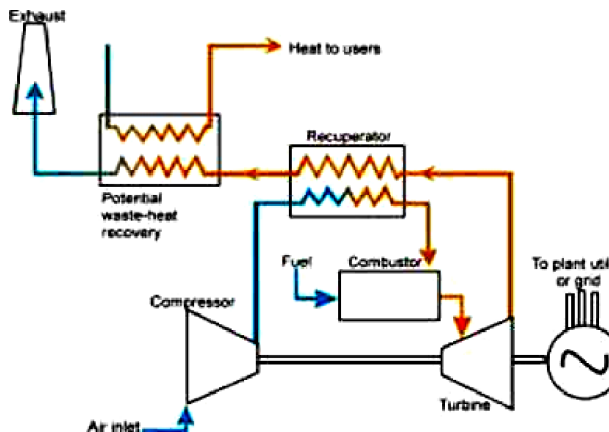 Exhaust
Heat to users
Recuperator
Potential
waste-heat
recovery
Fuel
Combustor
To plant util
or grid
Compressor
Turbine
Air inlet